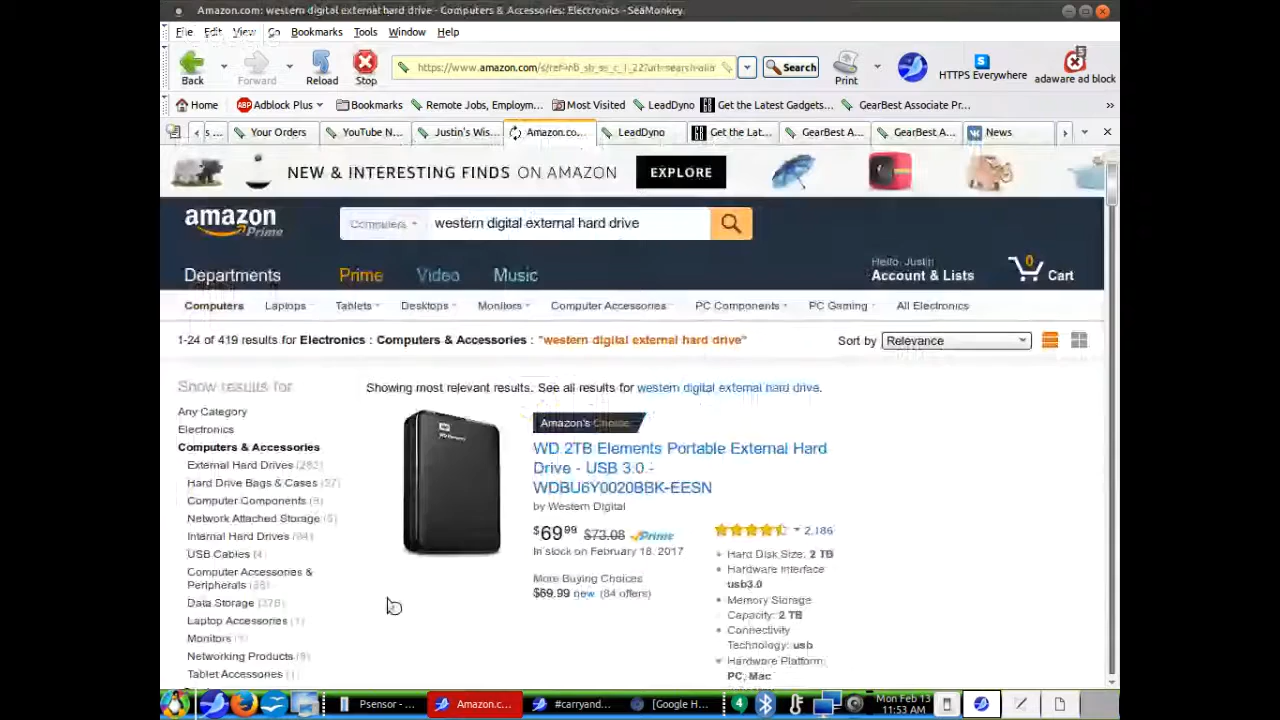 Amazon.com: western digital external hard drive - Computers & Accessories: Electronics - SeaMonkey
File Edit View Go Bookmarks Tools Window Help
Back Forward Reload Stop Search Print HTTPS Everywhere adaware ad block
Home ABP Adblock Plus Bookmarks Remote Jobs, Employm... Most Visited LeadDyno Get the Latest Gadgets... GearBest Associate Pr...
s ... Your Orders YouTube N... Justin's Wis... Amazon.co... LeadDyno Get the Lat... GearBest A... GearBest A... News
NEW & INTERESTING FINDS ON AMAZON EXPLORE
amazon Prime
Computers western digital external hard drive
Departments Prime Video Music
Hello, Justin
Account & Lists 0 Cart
Computers Laptops Tablets Desktops Monitors Computer Accessories PC Components PC Gaming All Electronics
1-24 of 419 results for Electronics : Computers & Accessories : "western digital external hard drive" Sort by Relevance
Show results for
Any Category
Electronics
Computers & Accessories
External Hard Drives
Hard Drive Bags & Cases
Computer Components
Network Attached Storage
Internal Hard Drives
USB Cables (4)
Computer Accessories &
Peripherals
Data Storage
Laptop Accessories (1)
Monitors
Networking Products
Tablet Accessories
Showing most relevant results. See all results for western digital external hard drive.
Amazon's Choice
WD 2TB Elements Portable External Hard
Drive - USB 3.0 -
WDBU6Y0020BBK-EESN
by Western Digital
$69.99 $73.08 Prime
In stock on February 18, 2017
More Buying Choices
$69.99 new (84 offers)
2,186
Hard Disk Size: 2 TB
Hardware Interface
usb3.0
Memory Storage
Capacity: 2 TB
Connectivity
Technology: usb
Hardware Platform:
PC, Mac
Psensor - ... Amazon.c... #carryand... [Google H... 4
Mon Feb 13
11:53 AM